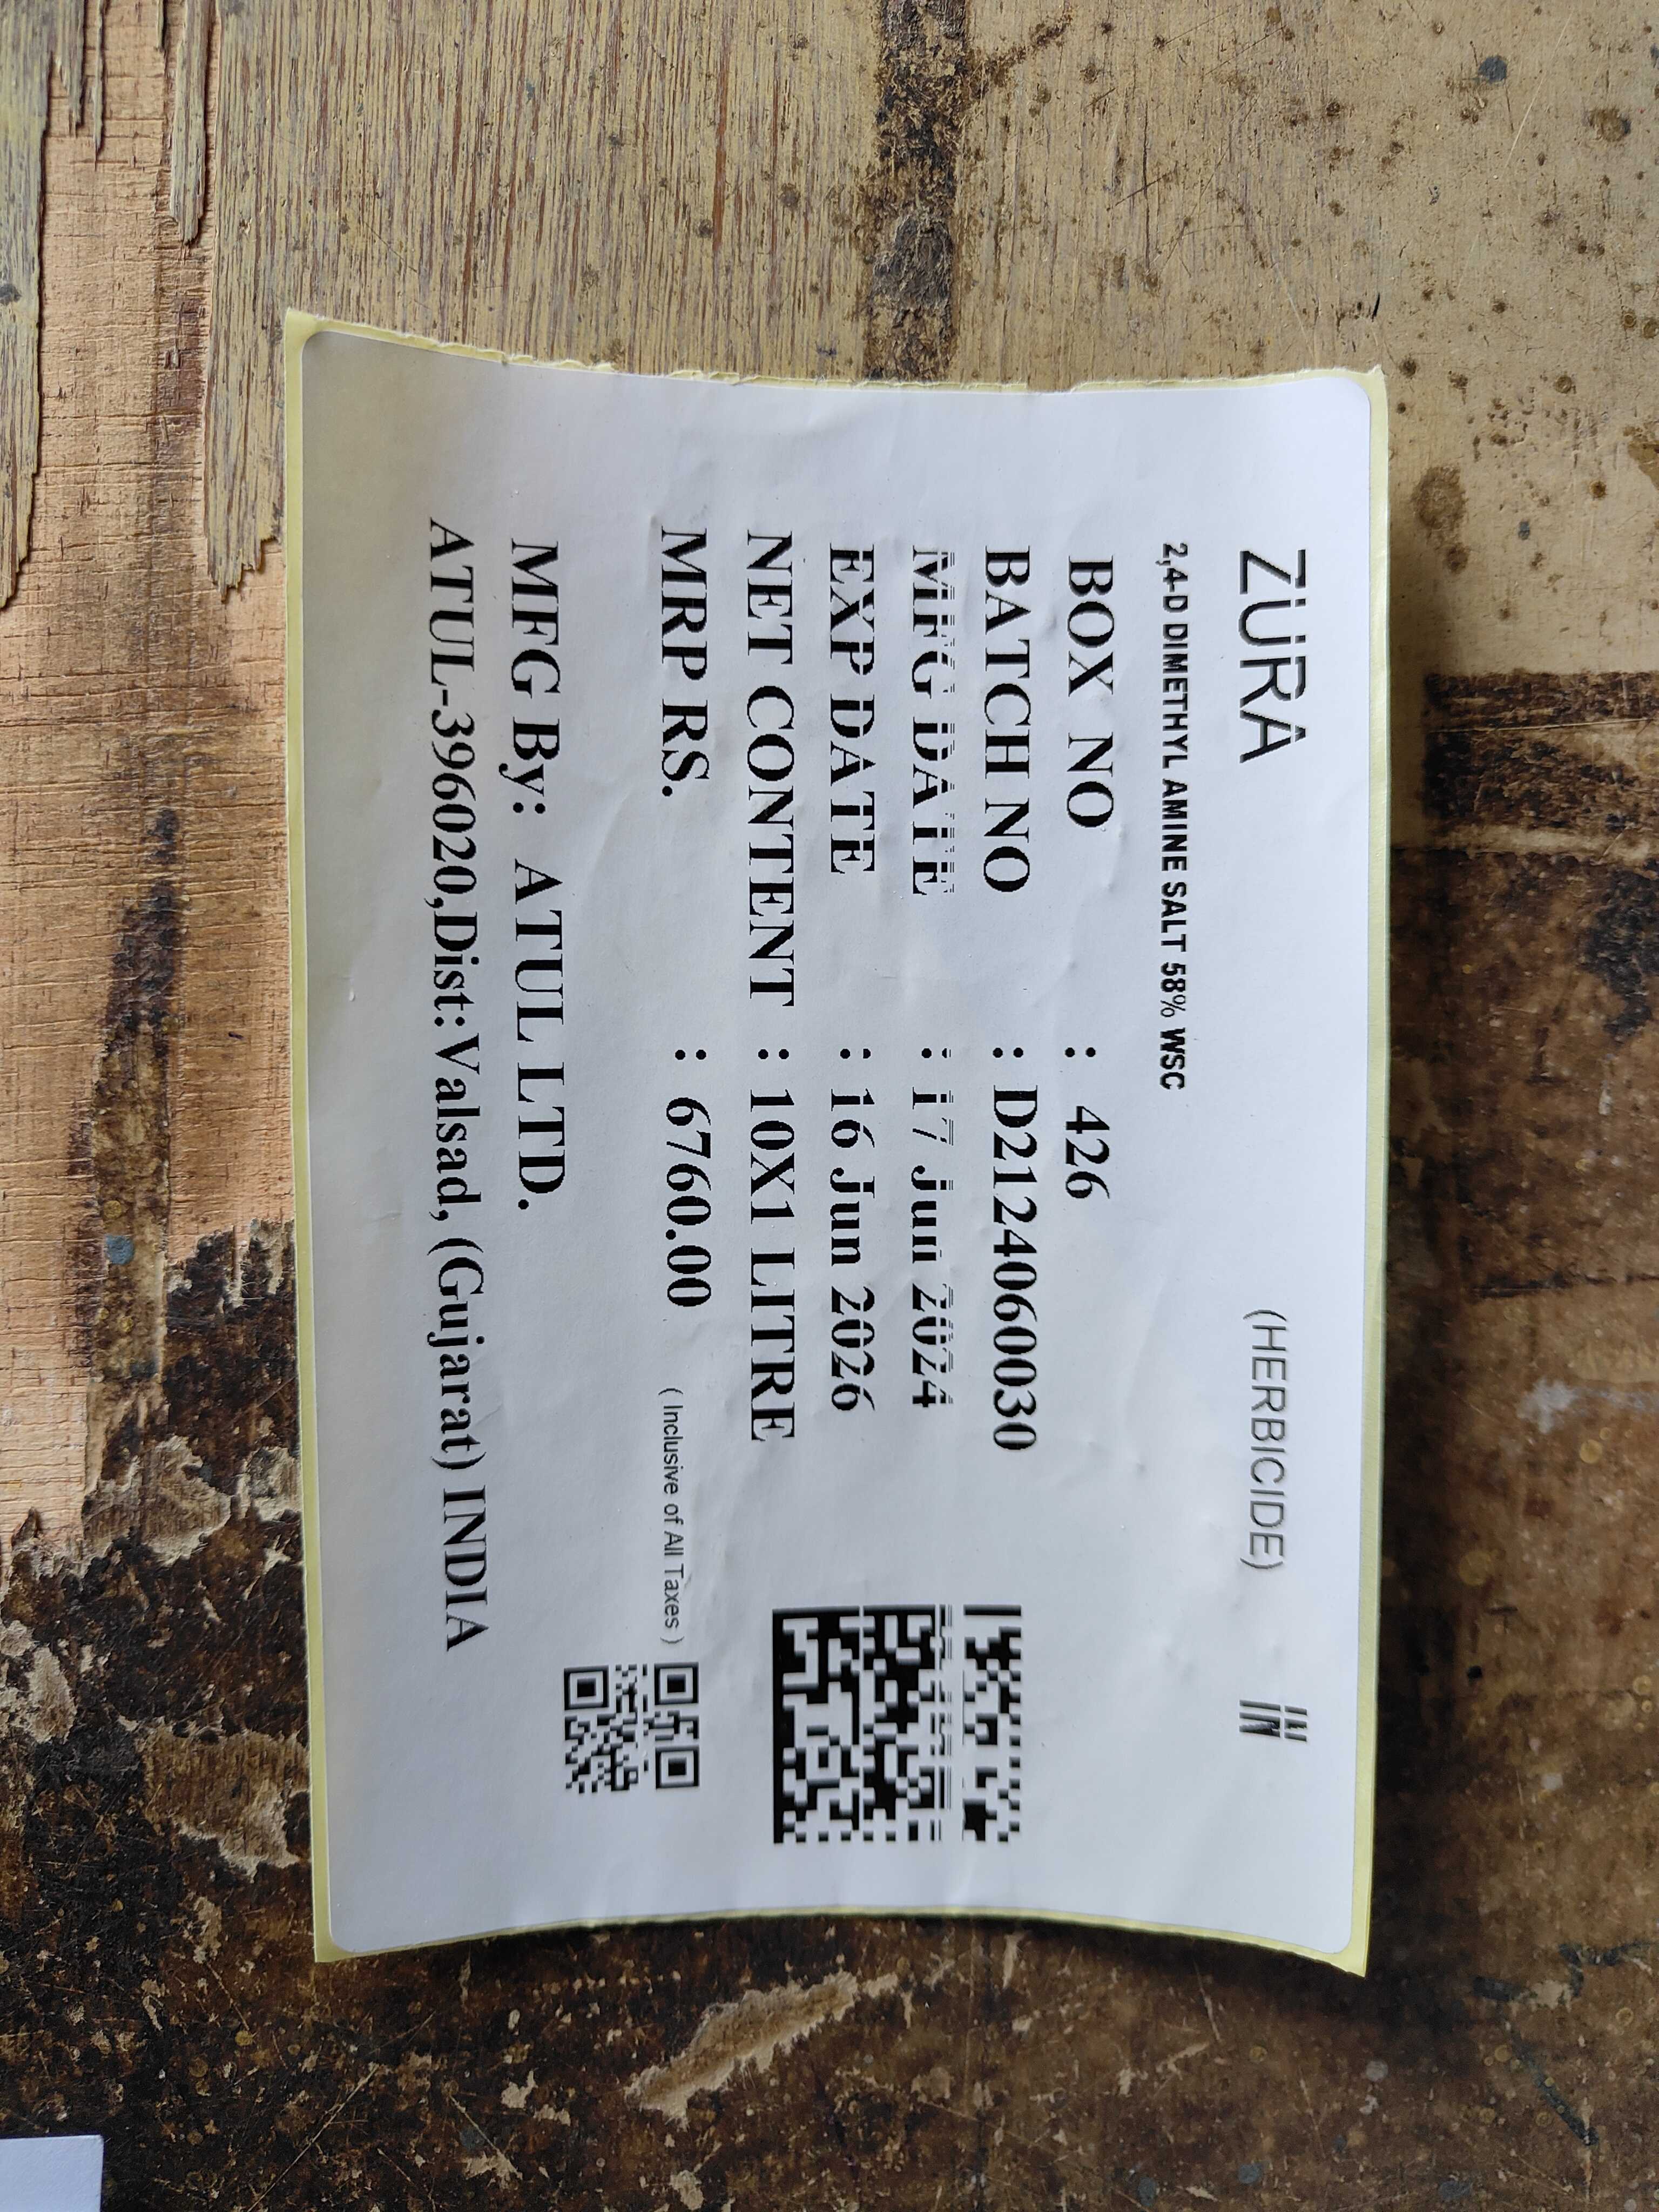 ZURA (HERBICIDE) IN
2,4-D DIMETHYL AMINE SALT 58% WSC
BOX NO : 426
BATCH NO : D2124060030
MFG DATE : 17 Jun 2024
EXP DATE : 16 Jun 2026
NET CONTENT : 10X1 LITRE
MRP RS. : 6760.00 ( Inclusive of All Taxes )
MFG By: ATUL LTD.
ATUL-396020,Dist:Valsad, (Gujarat) INDIA